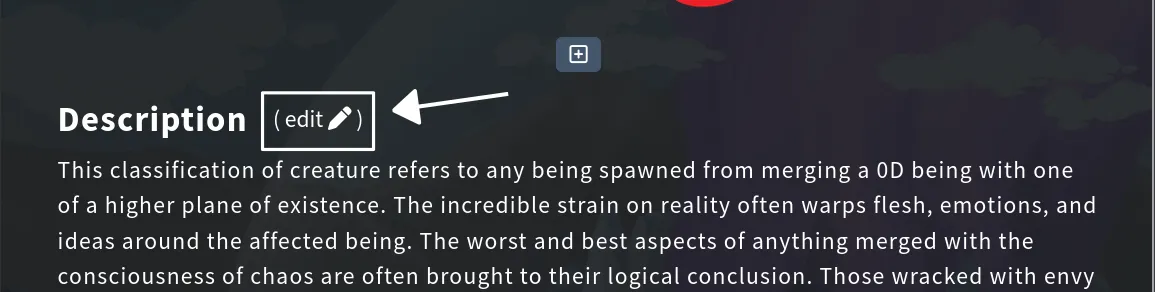 Description (edit)
This classification of creature refers to any being spawned from merging a 0D being with one
of a higher plane of existence. The incredible strain on reality often warps flesh, emotions, and
ideas around the affected being. The worst and best aspects of anything merged with the
consciousness of chaos are often brought to their logical conclusion. Those wracked with envy